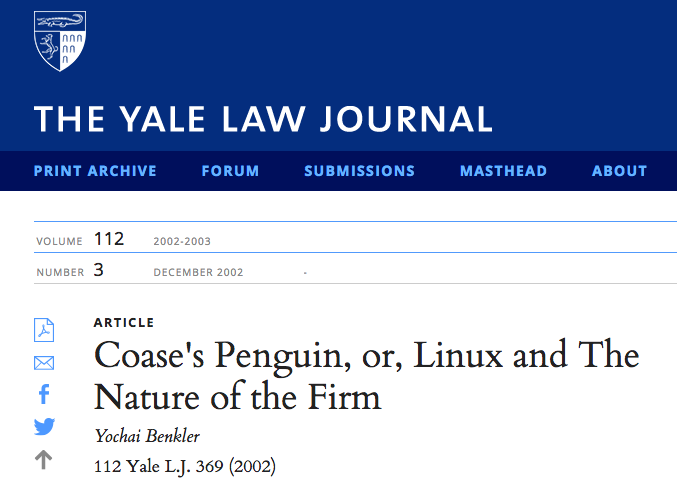 THE YALE LAW JOURNAL
PRINT ARCHIVE FORUM SUBMISSIONS MASTHEAD ABOUT
VOLUME 112 2002-2003
NUMBER 3 DECEMBER 2002 -
ARTICLE
Coase's Penguin, or, Linux and The
Nature of the Firm
Yochai Benkler
112 Yale L.J. 369 (2002)